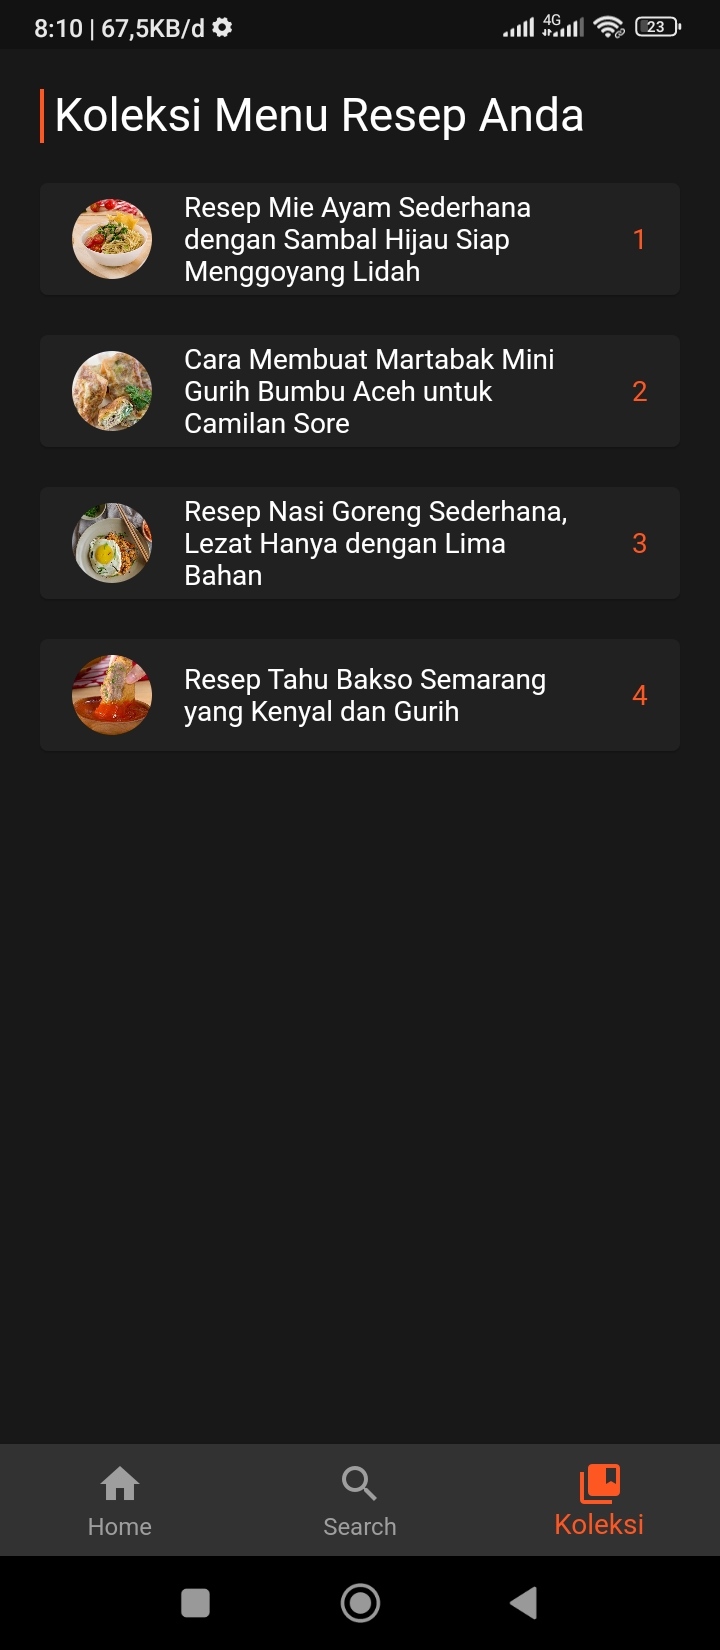 8:10 | 67,5KB/d
4G
23
Koleksi Menu Resep Anda
Resep Mie Ayam Sederhana
dengan Sambal Hijau Siap
Menggoyang Lidah
1
Cara Membuat Martabak Mini
Gurih Bumbu Aceh untuk
Camilan Sore
2
Resep Nasi Goreng Sederhana,
Lezat Hanya dengan Lima
Bahan
3
Resep Tahu Bakso Semarang
yang Kenyal dan Gurih
4
Home
Search
Koleksi